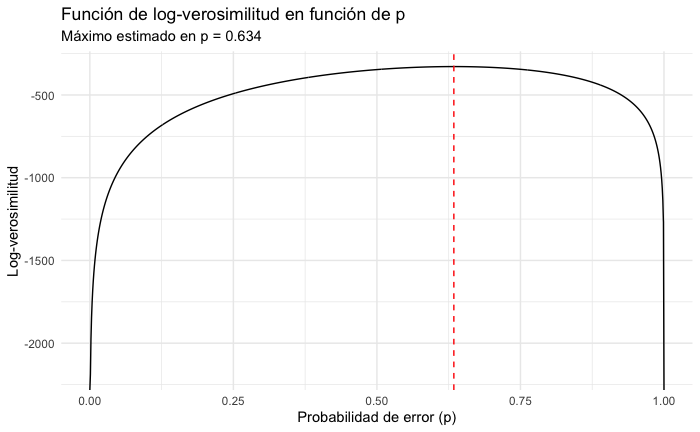 Función de log-verosimilitud en función de p
Máximo estimado en p = 0.634
Log-verosimilitud
-500
-1000
-1500
-2000
0.00 0.25 0.50 0.75 1.00
Probabilidad de error (p)